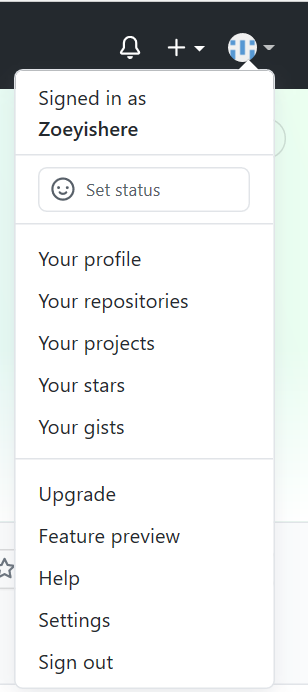 Signed in as
Zoeyishere
Set status
Your profile
Your repositories
Your projects
Your stars
Your gists
Upgrade
Feature preview
Help
Settings
Sign out